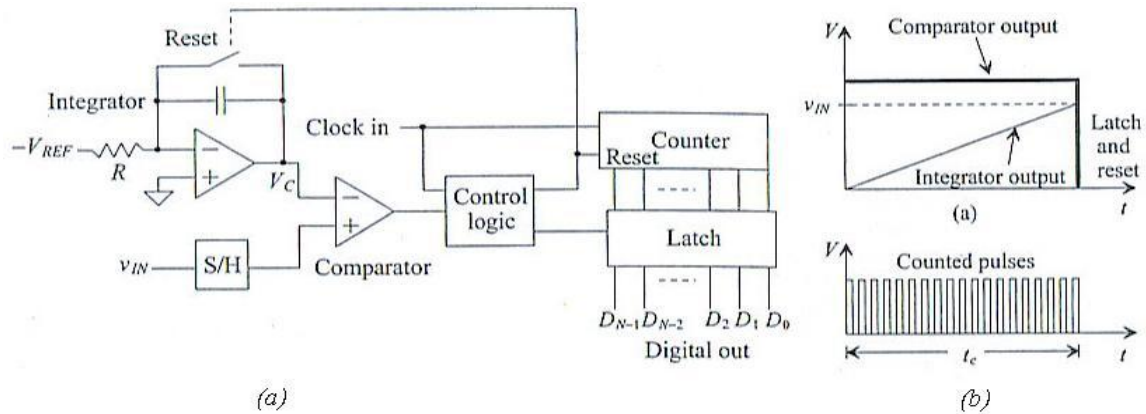 Reset
Integrator
−V_REF
R
V_C
v_IN
S/H
Comparator
Clock in
Control
logic
Counter
Reset
Latch
D_N−1 D_N−2 D_2 D_1 D_0
Digital out
(a)
V
Comparator output
v_IN
Integrator output
Latch
and
reset
t
(a)
V
Counted pulses
t_c
t
(b)